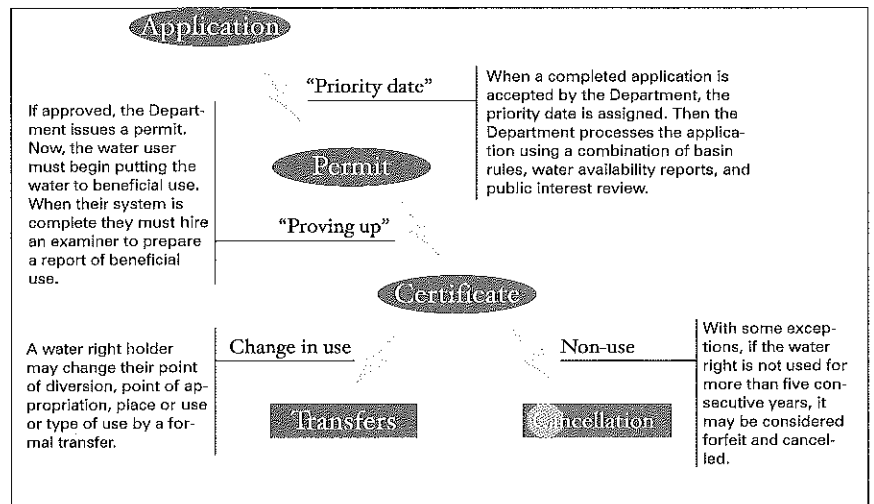 Application
"Priority date"
When a completed application is
accepted by the Department, the
priority date is assigned. Then the
Department processes the applica-
tion using a combination of basin
rules, water availability reports, and
public interest review.
If approved, the Depart-
ment issues a permit.
Now, the water user
must begin putting the
water to beneficial use.
When their system is
complete they must hire
an examiner to prepare
a report of beneficial
use.
Permit
"Proving up"
Certificate
A water right holder
may change their point
of diversion, point of ap-
propriation, place or use
or type of use by a for-
mal transfer.
Change in use
Non-use
With some excep-
tions, if the water
right is not used for
more than five con-
secutive years, it
may be considered
forfeit and cancel-
led.
Transfers
Cancellation